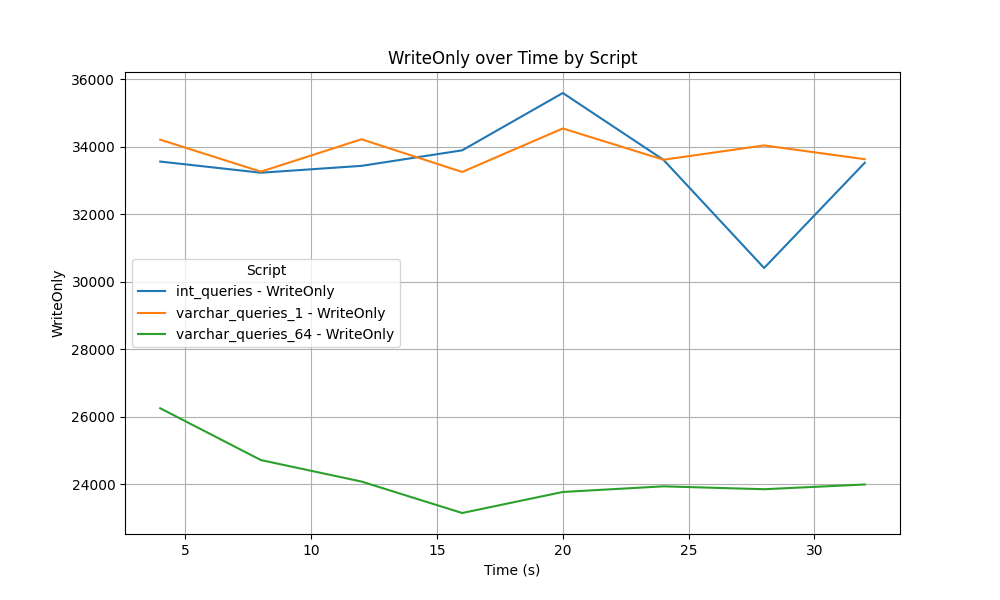 WriteOnly over Time by Script
36000
34000
32000
30000
28000
26000
24000
WriteOnly
Script
int_queries - WriteOnly
varchar_queries_1 - WriteOnly
varchar_queries_64 - WriteOnly
5
10
15
20
25
30
Time (s)